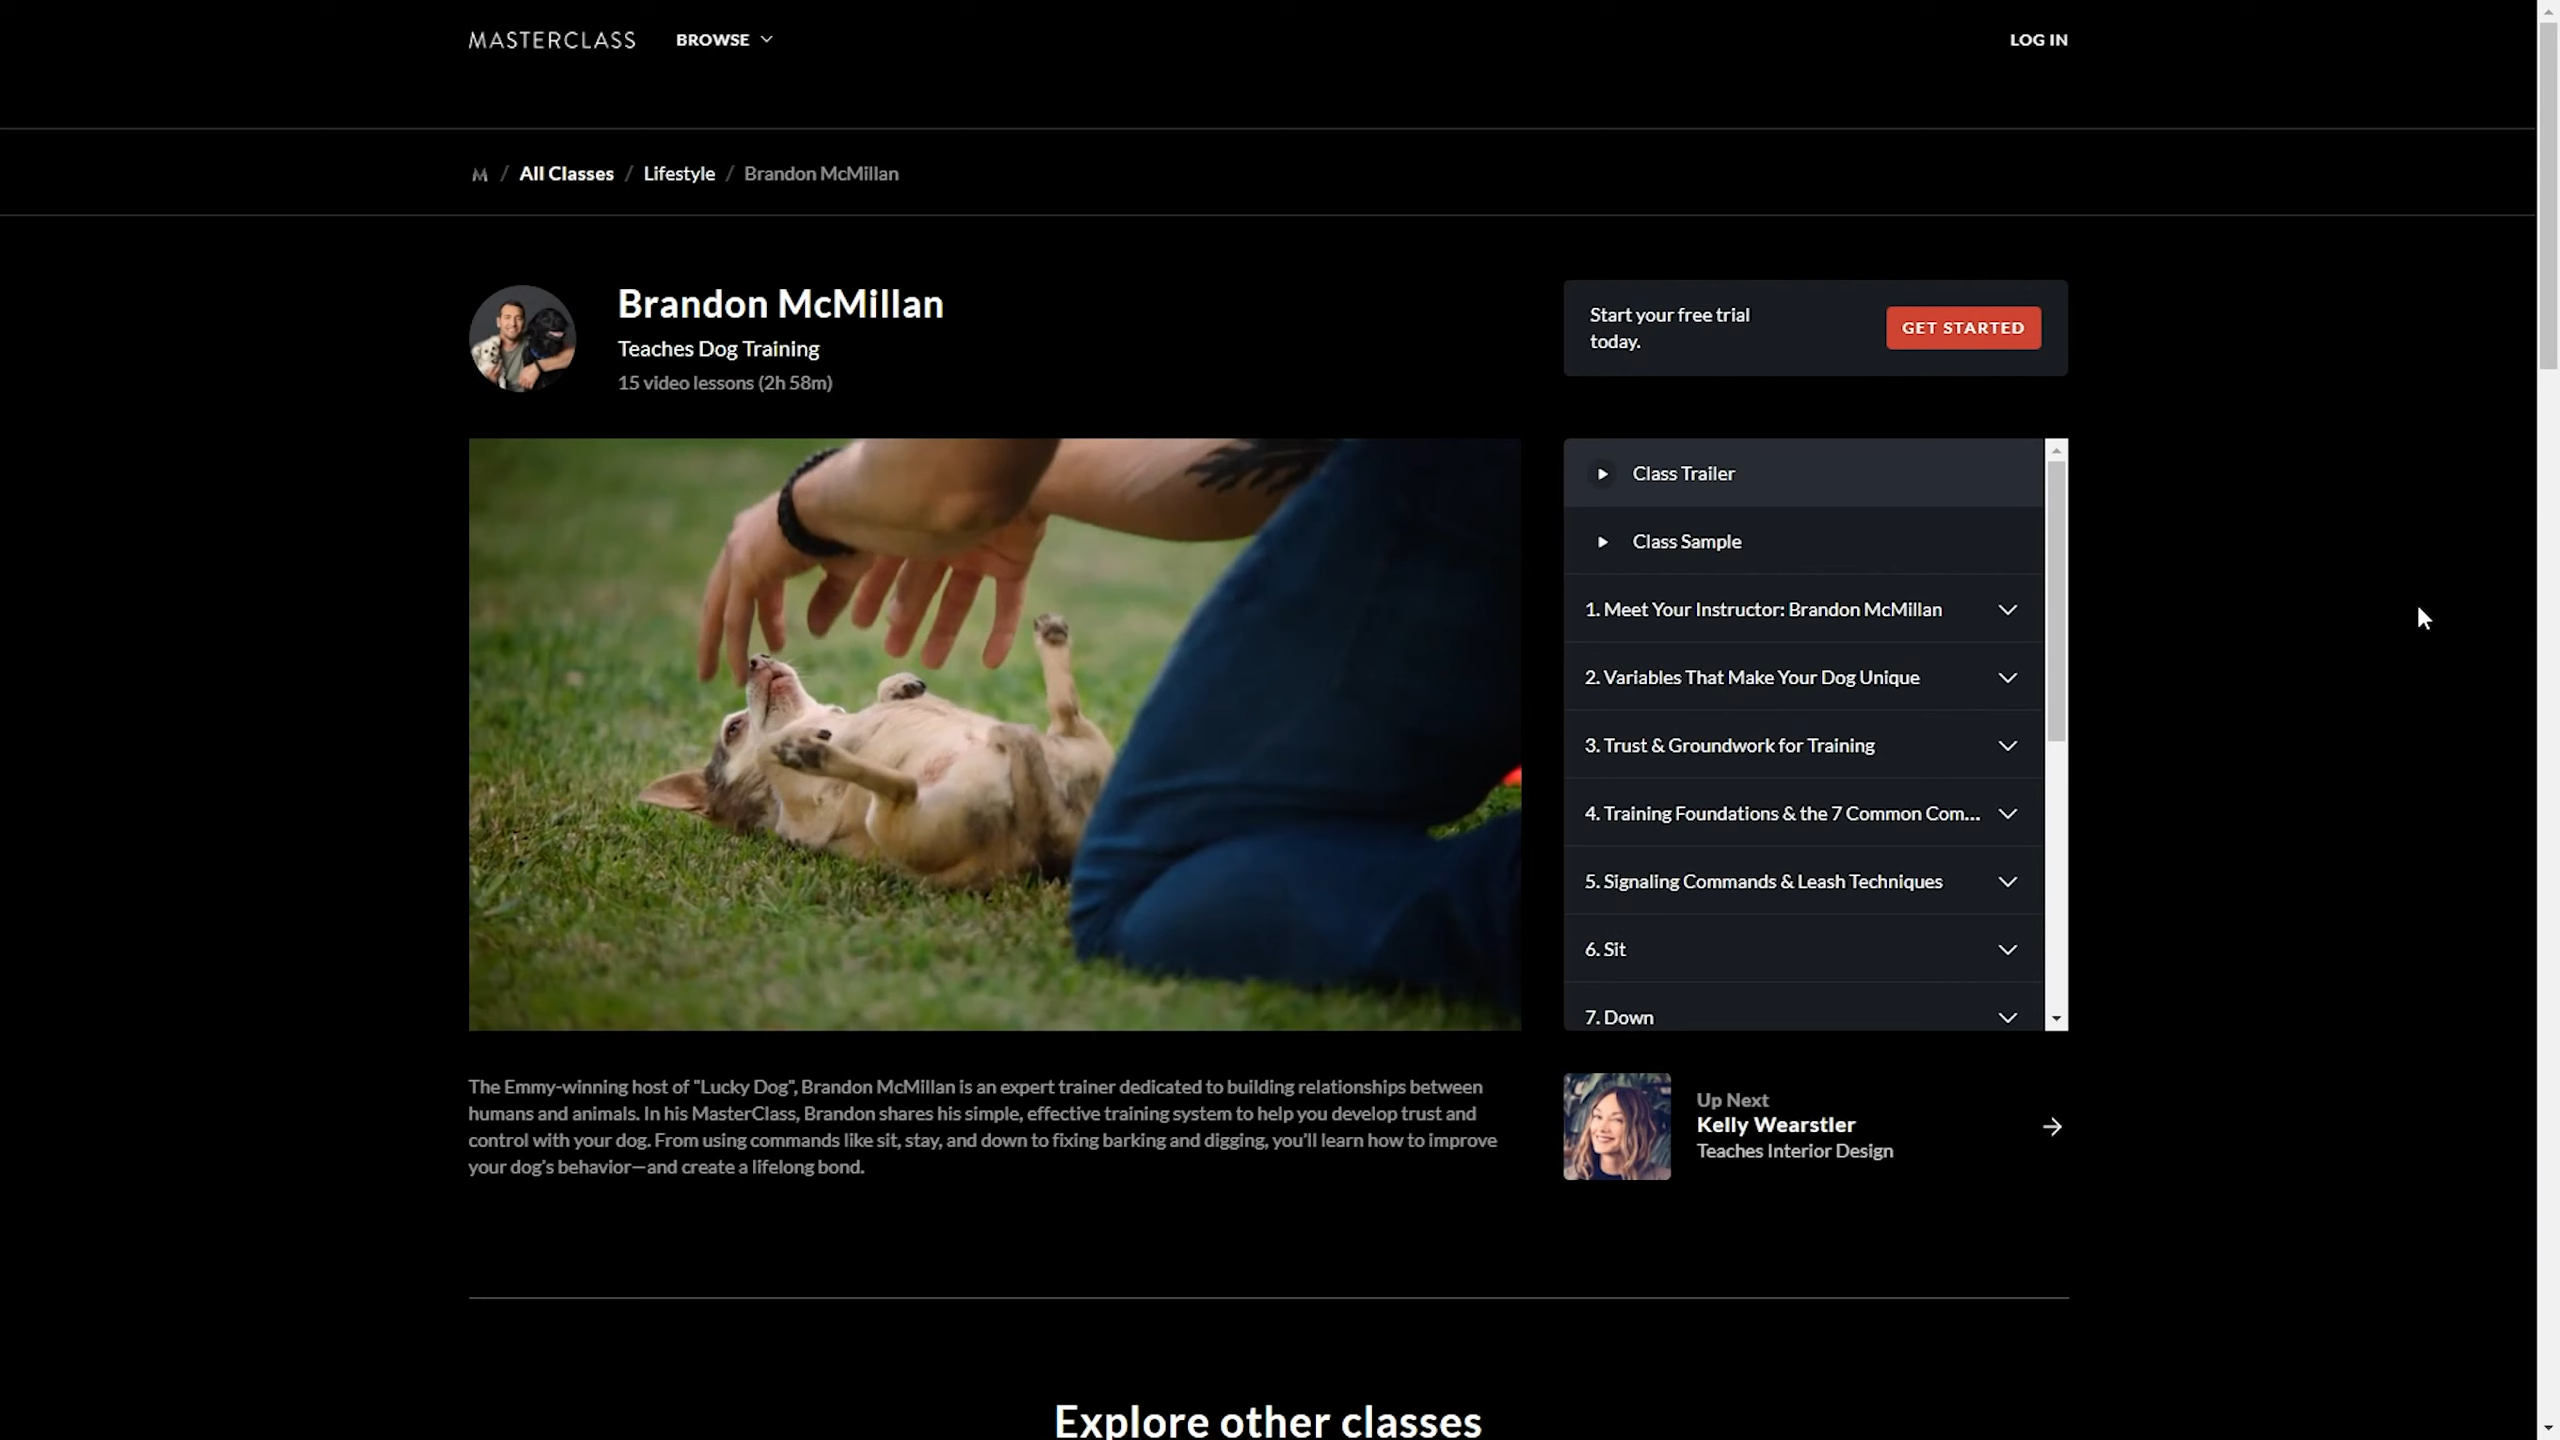 MASTERCLASS BROWSE LOG IN
M / All Classes / Lifestyle / Brandon McMillan
Brandon McMillan
Teaches Dog Training
15 video lessons (2h 58m)
Start your free trial
today.
GET STARTED
Class Trailer
Class Sample
1. Meet Your Instructor: Brandon McMillan
2. Variables That Make Your Dog Unique
3. Trust & Groundwork for Training
4. Training Foundations & the 7 Common Com...
5. Signaling Commands & Leash Techniques
6. Sit
7. Down
The Emmy-winning host of "Lucky Dog", Brandon McMillan is an expert trainer dedicated to building relationships between
humans and animals. In his MasterClass, Brandon shares his simple, effective training system to help you develop trust and
control with your dog. From using commands like sit, stay, and down to fixing barking and digging, you'll learn how to improve
your dog's behavior—and create a lifelong bond.
Up Next
Kelly Wearstler
Teaches Interior Design
Explore other classes